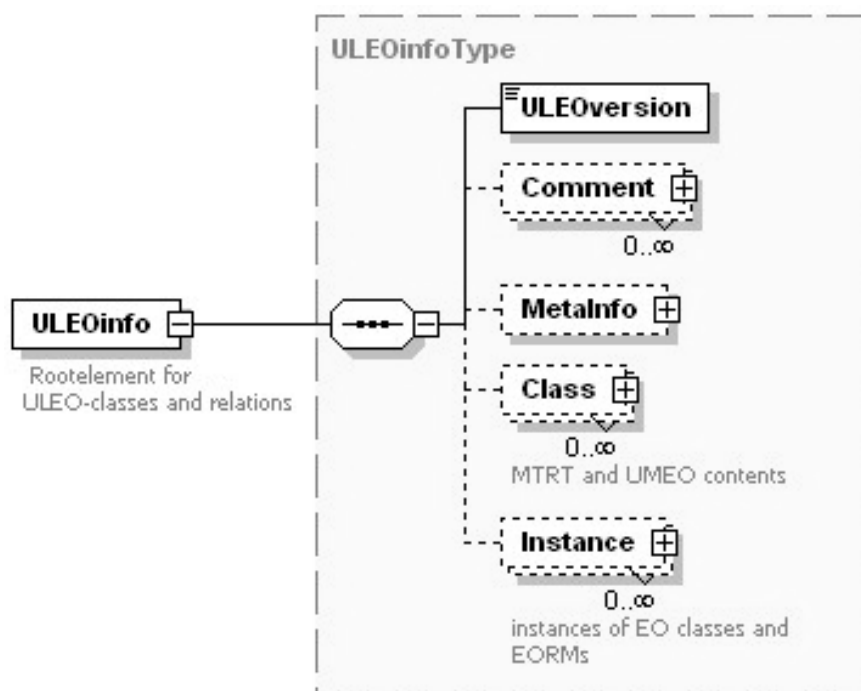 ULEOinfoType
ULEOversion
Comment
0..∞
MetaInfo
ULEOinfo
Rootelement for
ULEO-classes and relations
Class
0..∞
MTRT and UMEO contents
Instance
0..∞
instances of EO classes and
EORMs